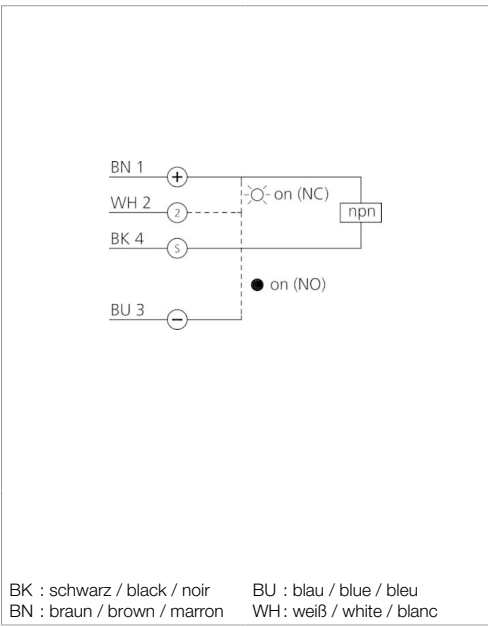 BN 1
+
on (NC)
WH 2
2
npn
BK 4
S
on (NO)
BU 3
−
BK : schwarz / black / noir
BU : blau / blue / bleu
BN : braun / brown / marron
WH : weiß / white / blanc